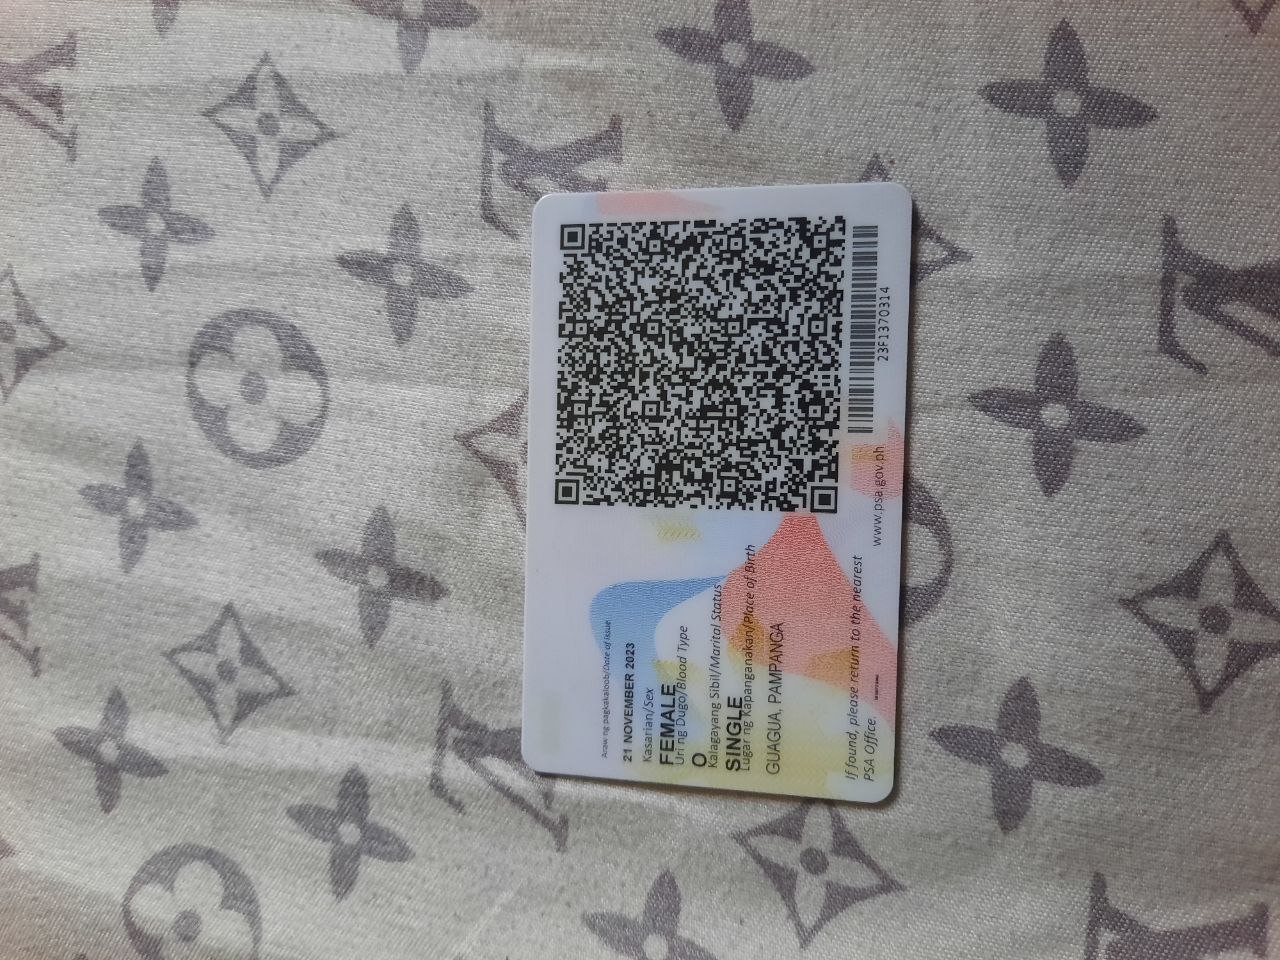 Araw ng pagkakaloob/Date of Issue
21 NOVEMBER 2023
Kasarian/Sex
FEMALE
Uri ng Dugo/Blood Type
O
Kalagayang Sibil/Marital Status
SINGLE
Lugar ng Kapanganakan/Place of Birth
GUAGUA, PAMPANGA
If found, please return to the nearest
PSA Office.
www.psa.gov.ph
23F1370314